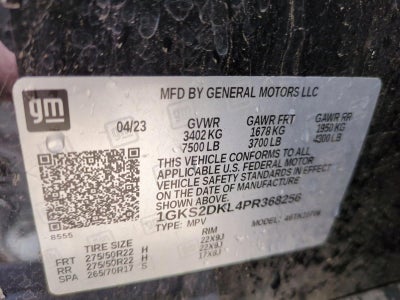 gm
MFD BY GENERAL MOTORS LLC
04/23 GVWR GAWR FRT GAWR RR
3402 KG 1678 KG 1950 KG
7500 LB 3700 LB 4300 LB
THIS VEHICLE CONFORMS TO ALL
APPLICABLE U.S. FEDERAL MOTOR
VEHICLE SAFETY STANDARDS IN EFFECT
ON THE DATE OF MANUFACTURE
SHOWN ABOVE.
1GKS2DKL4PR368256
TYPE: MPV MODEL:
8555
TIRE SIZE RIM
FRT 275/50R22 H 22X9J
RR 275/50R22 H 22X9J
SPA 265/70R17 S 17X8J